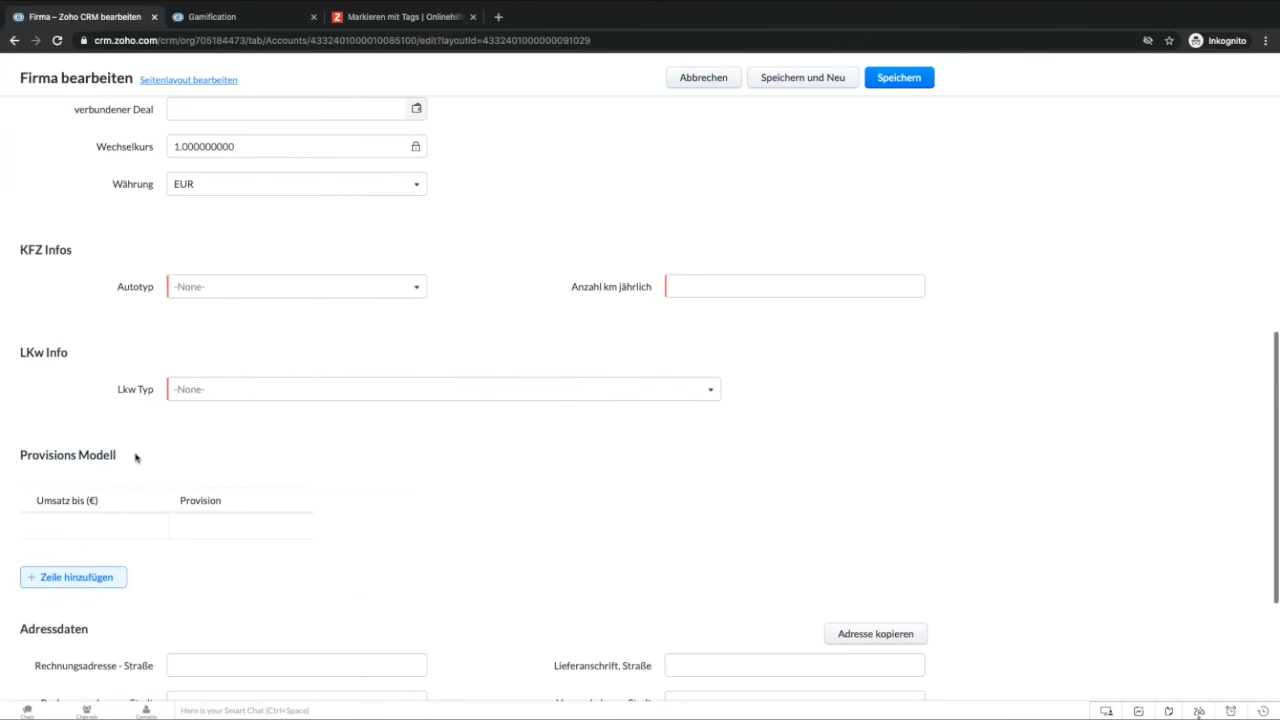 Firma – Zoho CRM bearbeiten
Gamification
Markieren mit Tags | Onlinehilf
crm.zoho.com/crm/org705184473/tab/Accounts/4332401000010085100/edit?layoutId=4332401000000091029
Inkognito
Firma bearbeiten Seitenlayout bearbeiten
Abbrechen Speichern und Neu Speichern
verbundener Deal
Wechselkurs 1.000000000
Währung EUR
KFZ Infos
Autotyp -None- Anzahl km jährlich
LKw Info
Lkw Typ -None-
Provisions Modell
Umsatz bis (€) Provision
+ Zeile hinzufügen
Adressdaten Adresse kopieren
Rechnungsadresse - Straße Lieferanschrift, Straße
Chats Channels Contacts Here is your Smart Chat (Ctrl+Space)